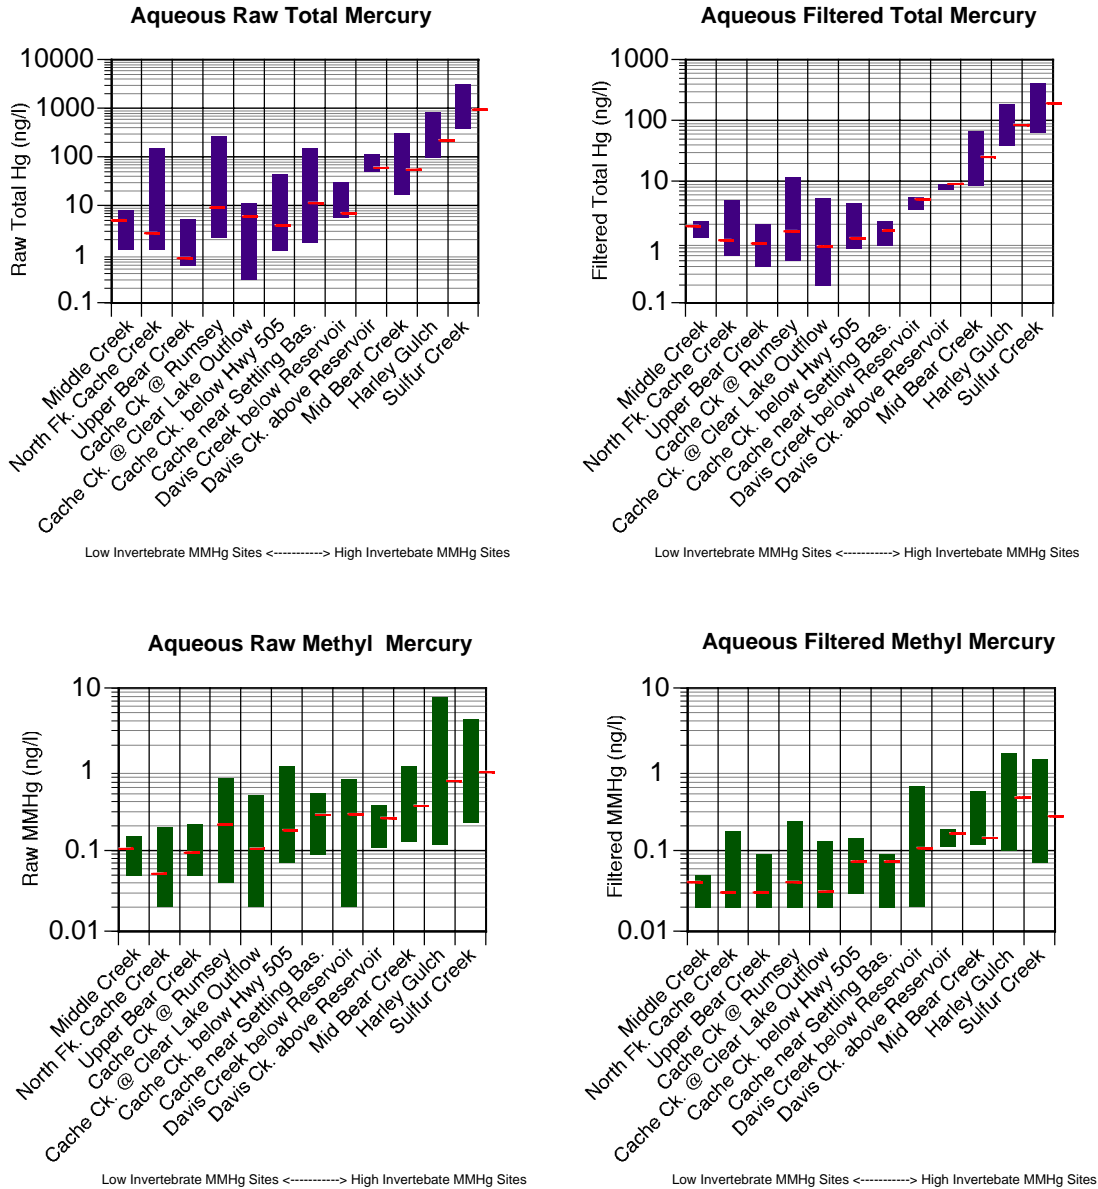 Aqueous Raw Total Mercury
Raw Total Hg (ng/l)
10000
1000
100
10
1
0.1
Middle Creek
North Fk. Cache Creek
Upper Bear Creek
Cache Ck @ Rumsey
Cache Ck. @ Clear Lake Outflow
Cache Ck. below Hwy 505
Cache near Settling Bas.
Davis Creek below Reservoir
Davis Ck. above Reservoir
Mid Bear Creek
Harley Gulch
Sulfur Creek
Low Invertebrate MMHg Sites <-----------> High Invertebate MMHg Sites
Aqueous Filtered Total Mercury
Filtered Total Hg (ng/l)
1000
100
10
1
0.1
Middle Creek
North Fk. Cache Creek
Upper Bear Creek
Cache Ck @ Rumsey
Cache Ck. @ Clear Lake Outflow
Cache Ck. below Hwy 505
Cache near Settling Bas.
Davis Creek below Reservoir
Davis Ck. above Reservoir
Mid Bear Creek
Harley Gulch
Sulfur Creek
Low Invertebrate MMHg Sites <-----------> High Invertebate MMHg Sites
Aqueous Raw Methyl  Mercury
Raw MMHg (ng/l)
10
1
0.1
0.01
Middle Creek
North Fk. Cache Creek
Upper Bear Creek
Cache Ck @ Rumsey
Cache Ck. @ Clear Lake Outflow
Cache Ck. below Hwy 505
Cache near Settling Bas.
Davis Creek below Reservoir
Davis Ck. above Reservoir
Mid Bear Creek
Harley Gulch
Sulfur Creek
Low Invertebrate MMHg Sites <-----------> High Invertebate MMHg Sites
Aqueous Filtered Methyl Mercury
Filtered MMHg (ng/l)
10
1
0.1
0.01
Middle Creek
North Fk. Cache Creek
Upper Bear Creek
Cache Ck @ Rumsey
Cache Ck. @ Clear Lake Outflow
Cache Ck. below Hwy 505
Cache near Settling Bas.
Davis Creek below Reservoir
Davis Ck. above Reservoir
Mid Bear Creek
Harley Gulch
Sulfur Creek
Low Invertebrate MMHg Sites <-----------> High Invertebate MMHg Sites